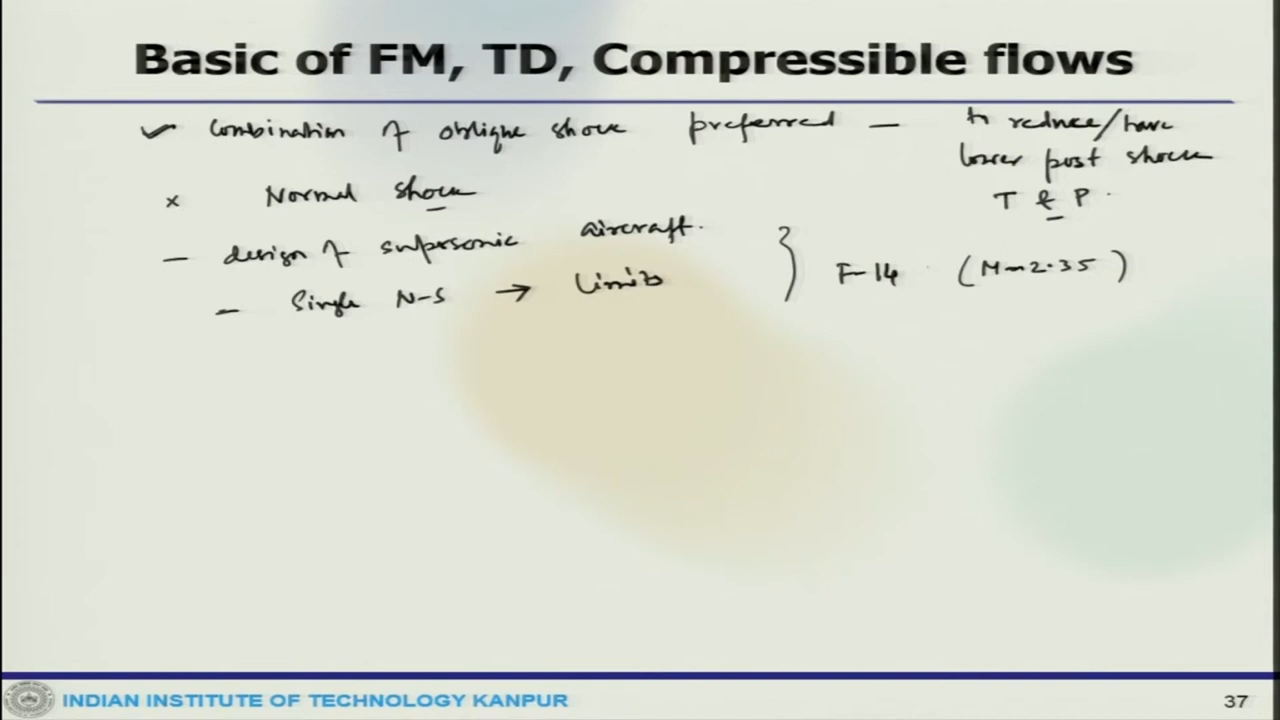 Basic of FM, TD, Compressible flows
✓ Combination of oblique shock preferred — to reduce/have
lower post shock
T & P.
× Normal shock
— design of supersonic aircraft.
— Single N-S → limits } F-14 (M~2.35)
INDIAN INSTITUTE OF TECHNOLOGY KANPUR
37